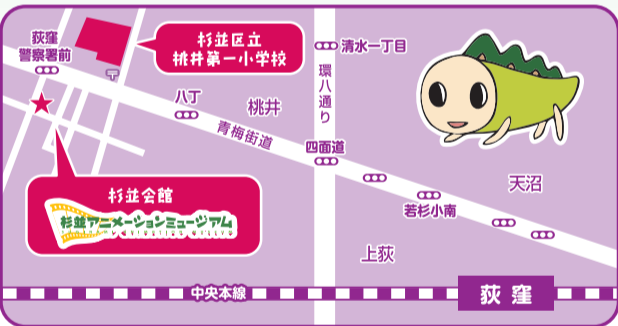 荻窪
警察署前
杉並区立
桃井第一小学校
清水一丁目
環八通り
八丁
桃井
青梅街道
四面道
杉並会館
杉並アニメーションミュージアム
天沼
若杉小南
上荻
中央本線
荻窪